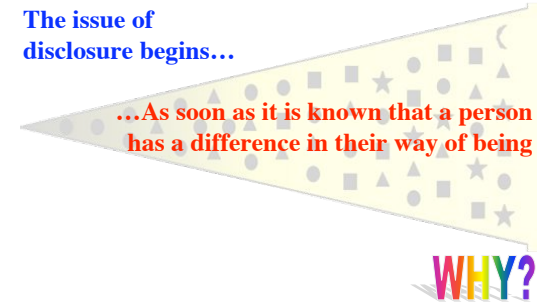 The issue of
disclosure begins…
…As soon as it is known that a person
has a difference in their way of being
WHY?